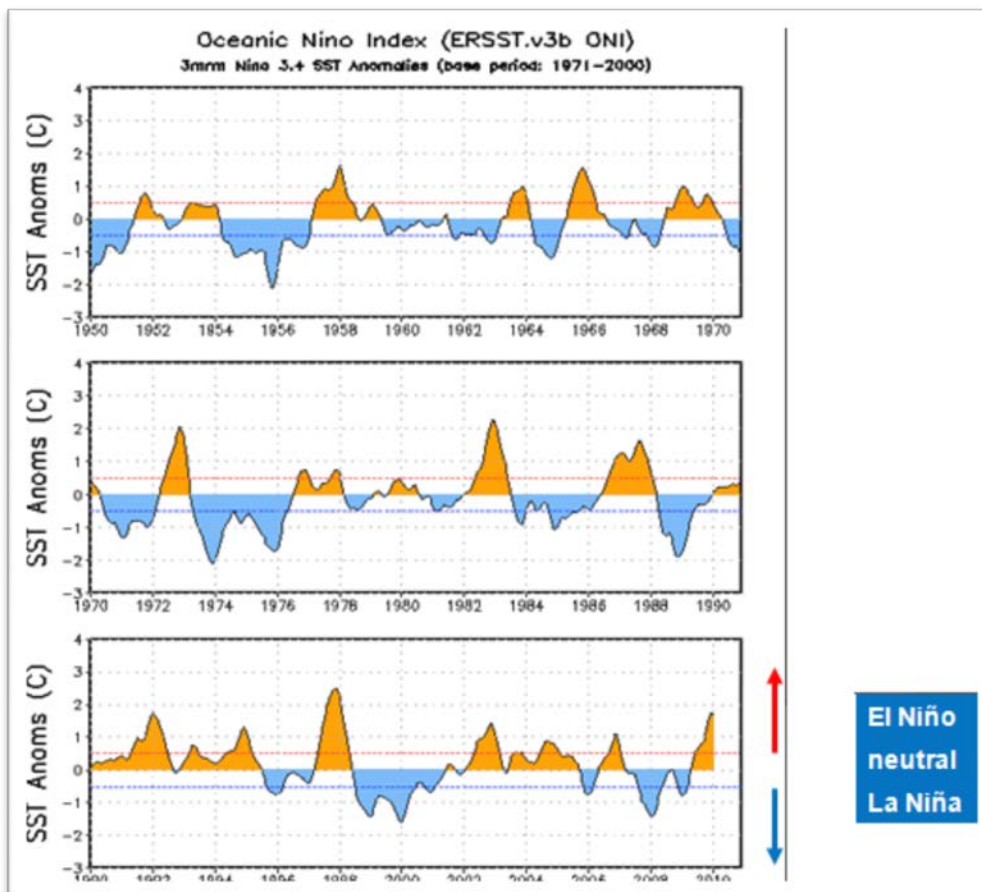 Oceanic Nino Index (ERSST.v3b ONI)
3mrm Nino 3.4 SST Anomalies (base period: 1971-2000)
SST Anoms (C)
4
3
2
1
0
-1
-2
-3
1950 1952 1954 1956 1958 1960 1962 1964 1966 1968 1970
SST Anoms (C)
4
3
2
1
0
-1
-2
-3
1970 1972 1974 1976 1978 1980 1982 1984 1986 1988 1990
SST Anoms (C)
4
3
2
1
0
-1
-2
-3
1990 1992 1994 1996 1998 2000 2002 2004 2006 2008 2010
El Niño
neutral
La Niña